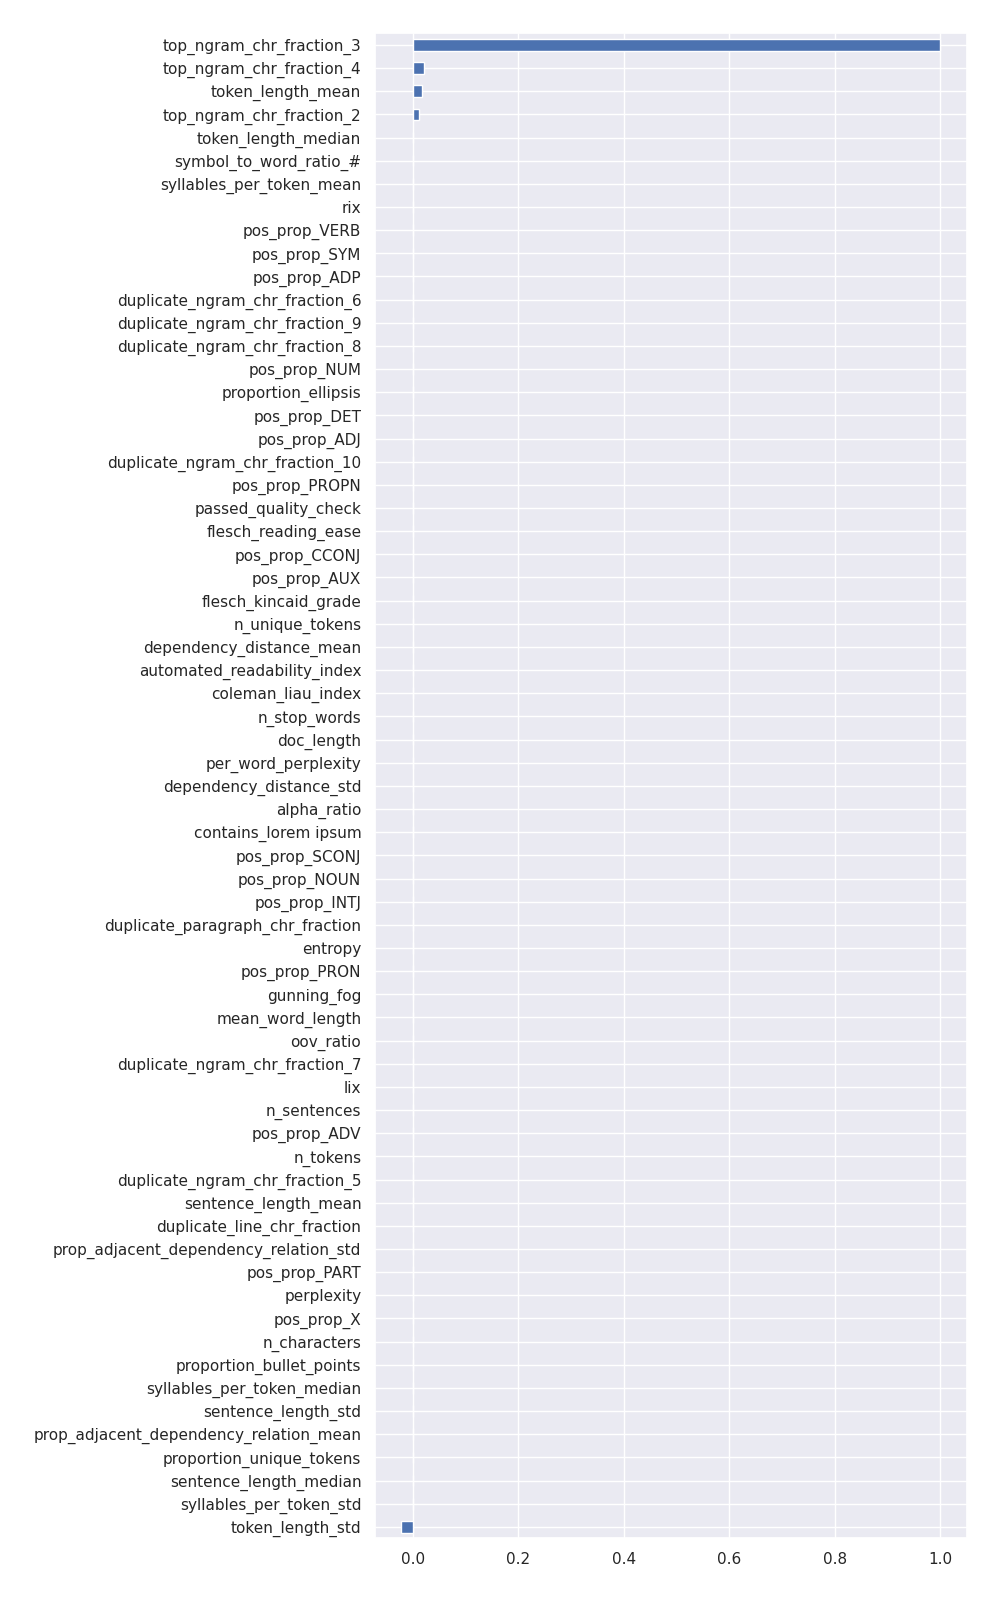 top_ngram_chr_fraction_3
top_ngram_chr_fraction_4
token_length_mean
top_ngram_chr_fraction_2
token_length_median
symbol_to_word_ratio_#
syllables_per_token_mean
rix
pos_prop_VERB
pos_prop_SYM
pos_prop_ADP
duplicate_ngram_chr_fraction_6
duplicate_ngram_chr_fraction_9
duplicate_ngram_chr_fraction_8
pos_prop_NUM
proportion_ellipsis
pos_prop_DET
pos_prop_ADJ
duplicate_ngram_chr_fraction_10
pos_prop_PROPN
passed_quality_check
flesch_reading_ease
pos_prop_CCONJ
pos_prop_AUX
flesch_kincaid_grade
n_unique_tokens
dependency_distance_mean
automated_readability_index
coleman_liau_index
n_stop_words
doc_length
per_word_perplexity
dependency_distance_std
alpha_ratio
contains_lorem ipsum
pos_prop_SCONJ
pos_prop_NOUN
pos_prop_INTJ
duplicate_paragraph_chr_fraction
entropy
pos_prop_PRON
gunning_fog
mean_word_length
oov_ratio
duplicate_ngram_chr_fraction_7
lix
n_sentences
pos_prop_ADV
n_tokens
duplicate_ngram_chr_fraction_5
sentence_length_mean
duplicate_line_chr_fraction
prop_adjacent_dependency_relation_std
pos_prop_PART
perplexity
pos_prop_X
n_characters
proportion_bullet_points
syllables_per_token_median
sentence_length_std
prop_adjacent_dependency_relation_mean
proportion_unique_tokens
sentence_length_median
syllables_per_token_std
token_length_std
0.0 0.2 0.4 0.6 0.8 1.0